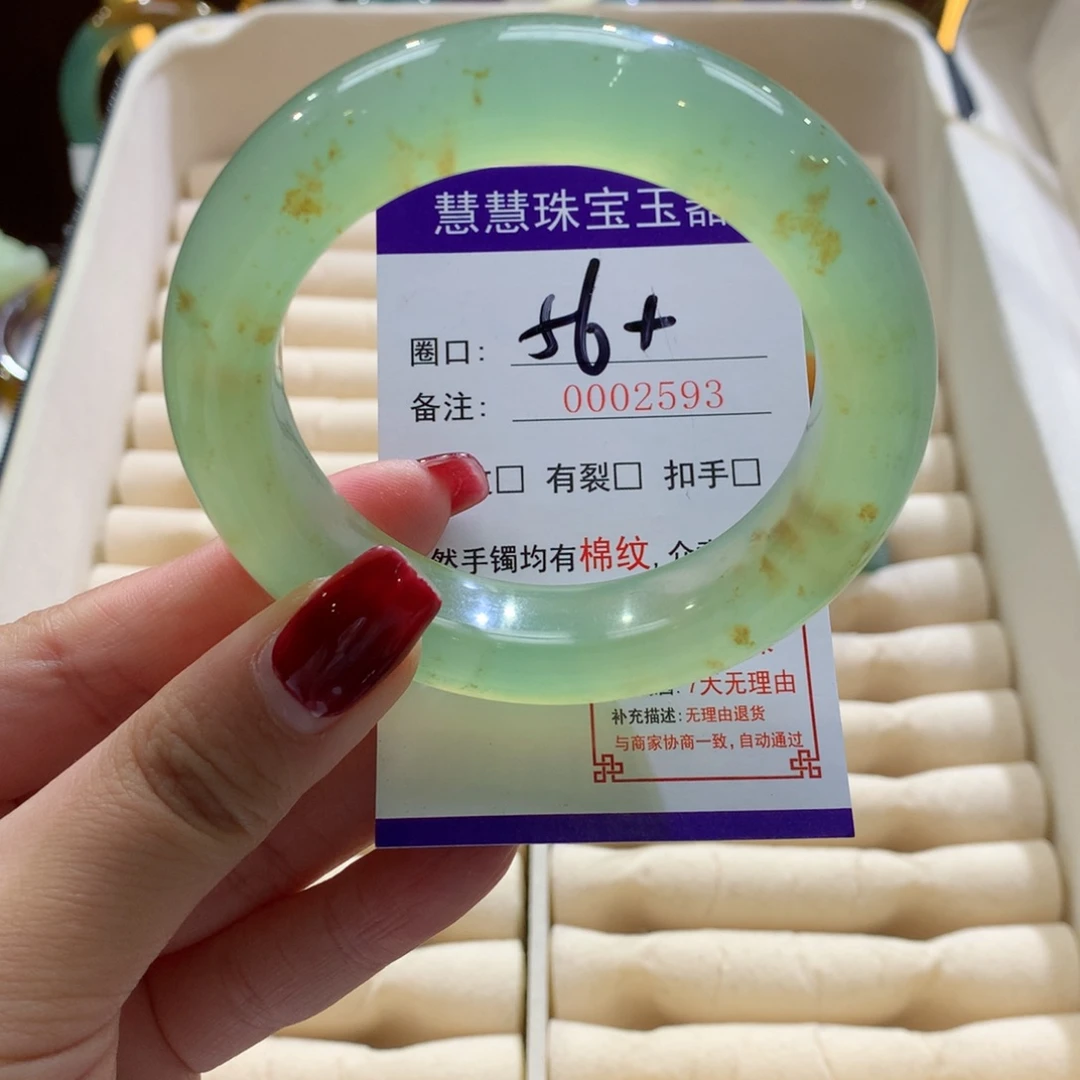 慧慧珠宝玉器
圈口: 56+
备注: 0002593
□ 有裂□ 扣手□
然手镯均有棉纹,
7天无理由
补充描述:无理由退货
与商家协商一致,自动通过